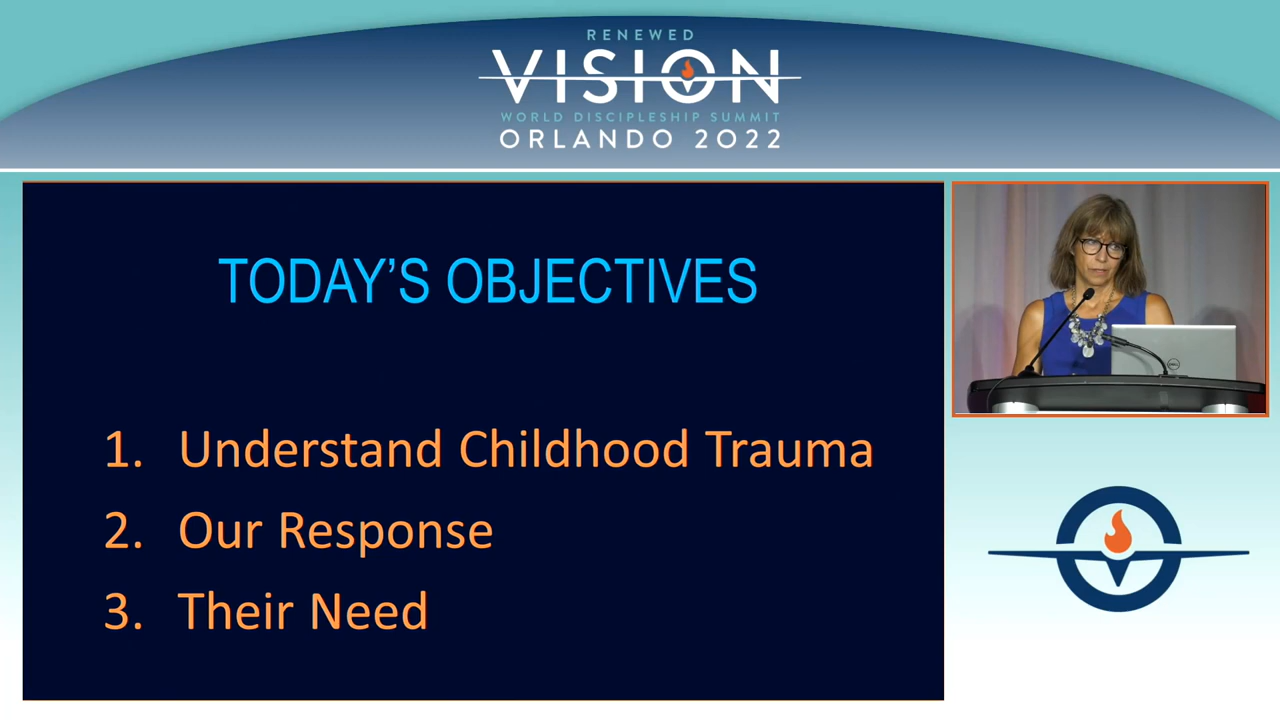 RENEWED
VISION
WORLD DISCIPLESHIP SUMMIT
ORLANDO 2022
TODAY'S OBJECTIVES
1. Understand Childhood Trauma
2. Our Response
3. Their Need
DELL